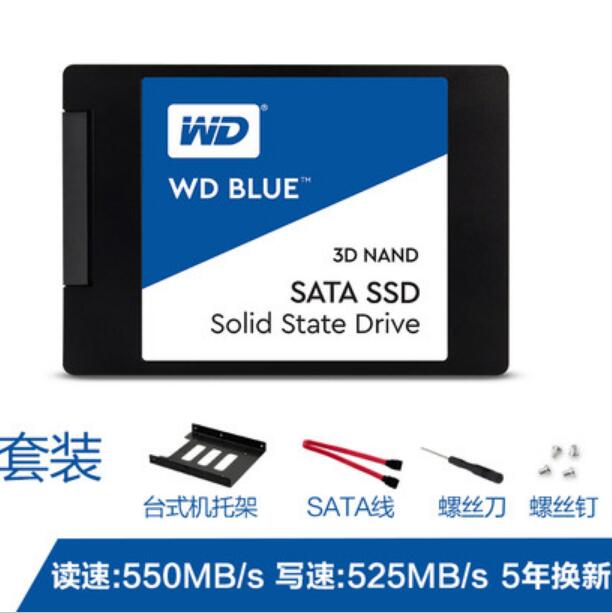 WD®
WD BLUE™
3D NAND
SATA SSD
Solid State Drive
套装
台式机托架
SATA线
螺丝刀
螺丝钉
读速:550MB/s 写速:525MB/s 5年换新